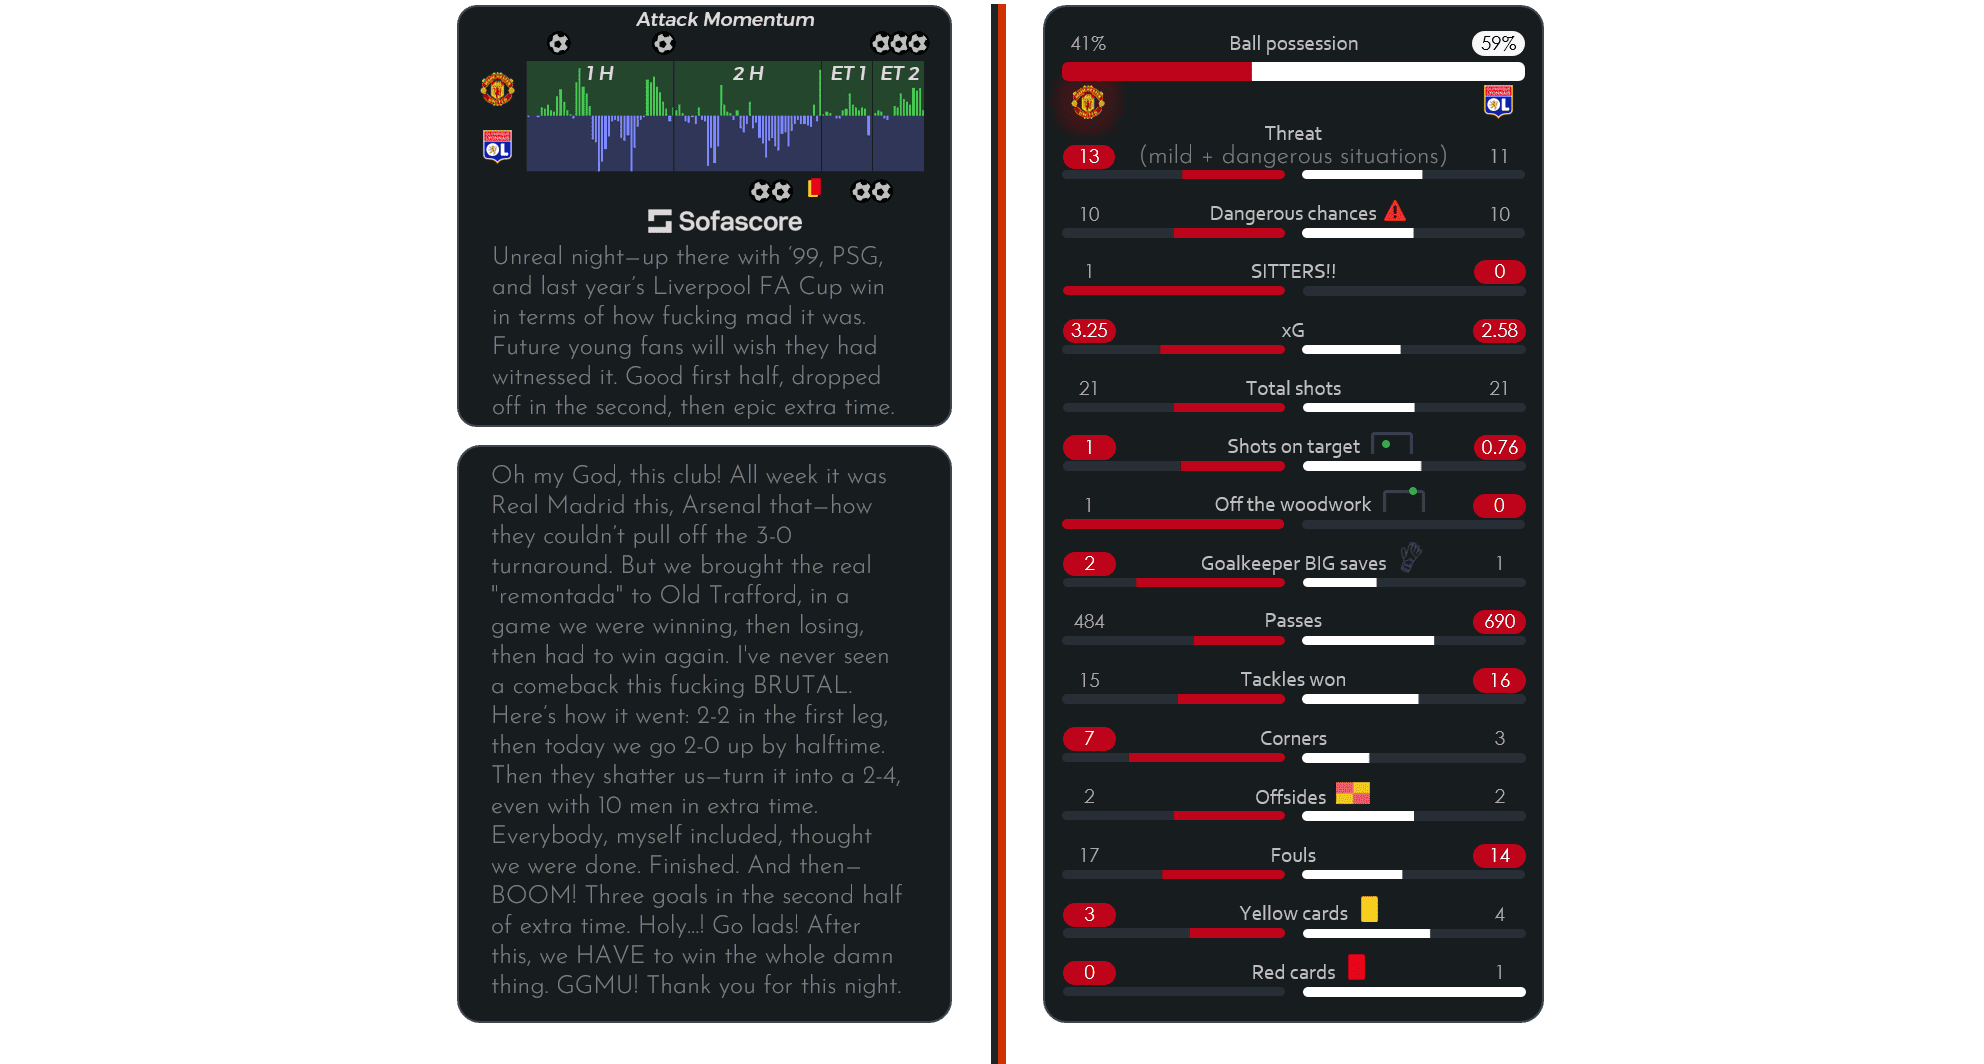 Attack Momentum
1 H
2 H
ET 1
ET 2
OLYMPIQUE
LYONNAIS
OL
Sofascore
Unreal night—up there with ‘99, PSG,
and last year’s Liverpool FA Cup win
in terms of how fucking mad it was.
Future young fans will wish they had
witnessed it. Good first half, dropped
off in the second, then epic extra time.
Oh my God, this club! All week it was
Real Madrid this, Arsenal that—how
they couldn’t pull off the 3-0
turnaround. But we brought the real
"remontada" to Old Trafford, in a
game we were winning, then losing,
then had to win again. I've never seen
a comeback this fucking BRUTAL.
Here’s how it went: 2-2 in the first leg,
then today we go 2-0 up by halftime.
Then they shatter us—turn it into a 2-4,
even with 10 men in extra time.
Everybody, myself included, thought
we were done. Finished. And then—
BOOM! Three goals in the second half
of extra time. Holy...! Go lads! After
this, we HAVE to win the whole damn
thing. GGMU! Thank you for this night.
41% Ball possession 59%
OLYMPIQUE
LYONNAIS
OL
Threat
13 (mild + dangerous situations) 11
10 Dangerous chances 10
1 SITTERS!! 0
3.25 xG 2.58
21 Total shots 21
1 Shots on target 0.76
1 Off the woodwork 0
2 Goalkeeper BIG saves 1
484 Passes 690
15 Tackles won 16
7 Corners 3
2 Offsides 2
17 Fouls 14
3 Yellow cards 4
0 Red cards 1